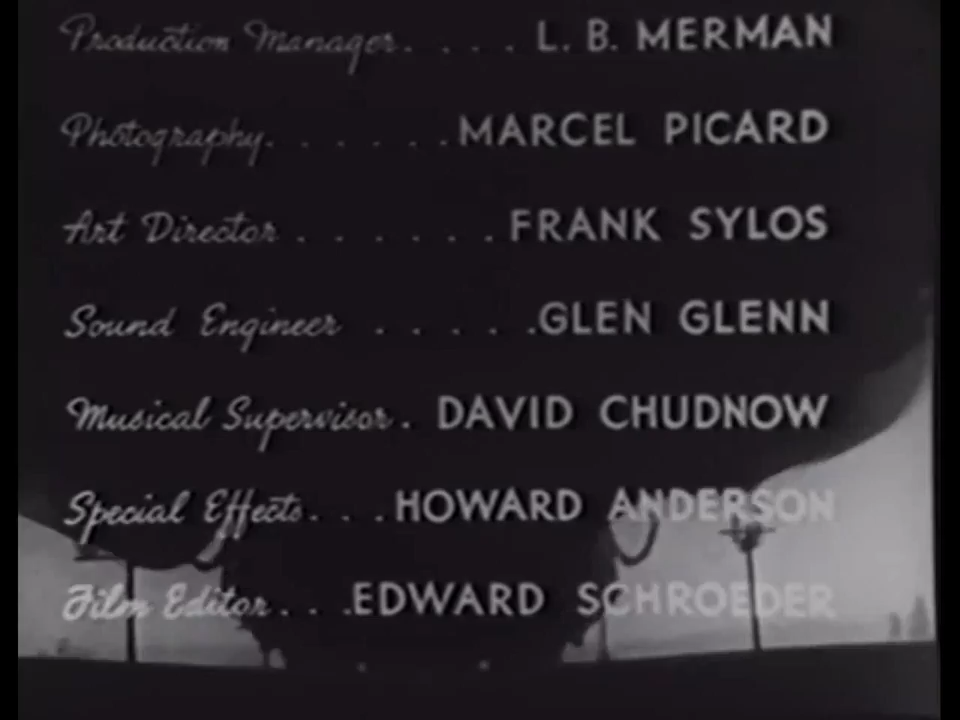 Production Manager. . . . L. B. MERMAN
Photography. . . . . . . MARCEL PICARD
Art Director . . . . . . FRANK SYLOS
Sound Engineer . . . . . GLEN GLENN
Musical Supervisor. DAVID CHUDNOW
Special Effects. . . . HOWARD ANDERSON
Film Editor. . . . EDWARD SCHROEDER